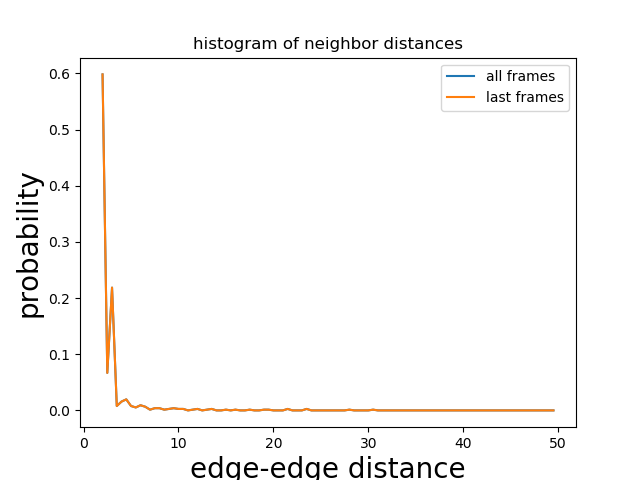 histogram of neighbor distances
all frames
last frames
probability
0.6
0.5
0.4
0.3
0.2
0.1
0.0
0 10 20 30 40 50
edge-edge distance